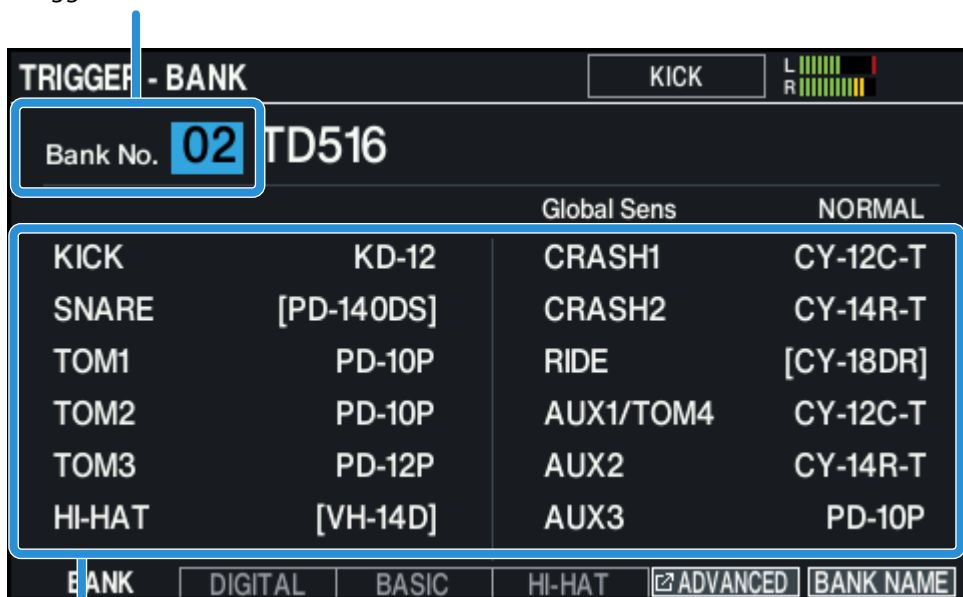 TRIGGER - BANK KICK L R
Bank No. 02 TD516
Global Sens NORMAL
KICK KD-12 CRASH1 CY-12C-T
SNARE [PD-140DS] CRASH2 CY-14R-T
TOM1 PD-10P RIDE [CY-18DR]
TOM2 PD-10P AUX1/TOM4 CY-12C-T
TOM3 PD-12P AUX2 CY-14R-T
HI-HAT [VH-14D] AUX3 PD-10P
BANK DIGITAL BASIC HI-HAT ADVANCED BANK NAME